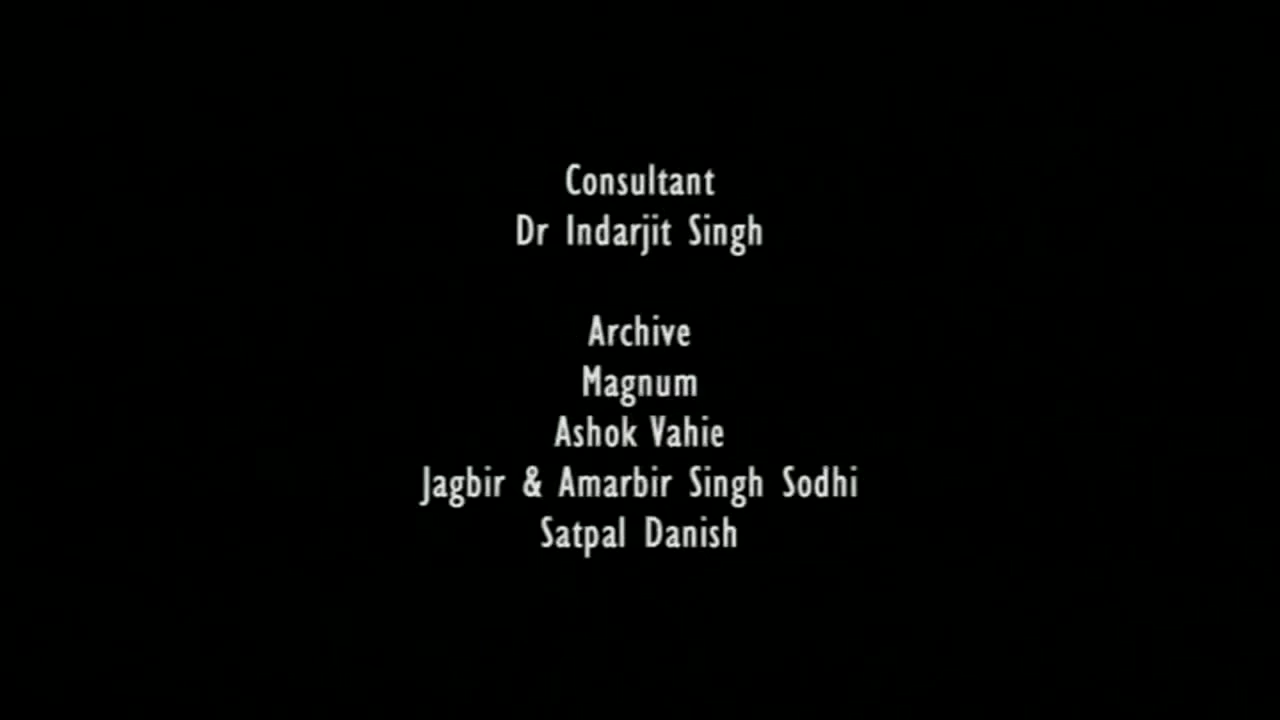 Consultant
Dr Indarjit Singh
Archive
Magnum
Ashok Vahie
Jagbir & Amarbir Singh Sodhi
Satpal Danish